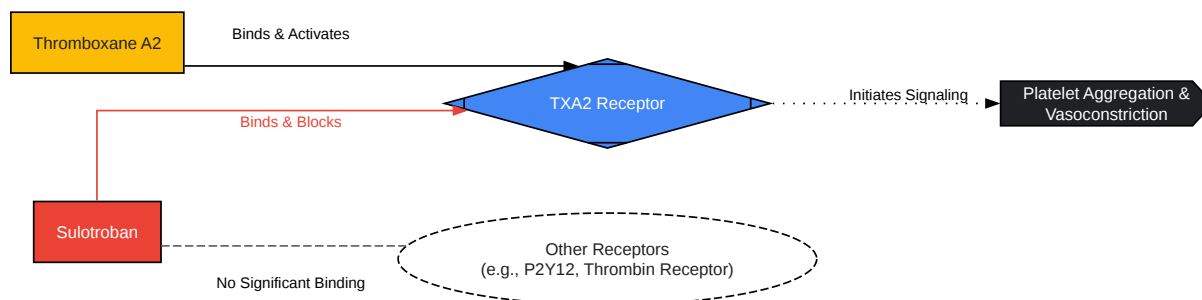 Thromboxane A2
Binds & Activates
TXA2 Receptor
Initiates Signaling
Platelet Aggregation &
Vasoconstriction
Binds & Blocks
Sulotroban
Other Receptors
(e.g., P2Y12, Thrombin Receptor)
No Significant Binding